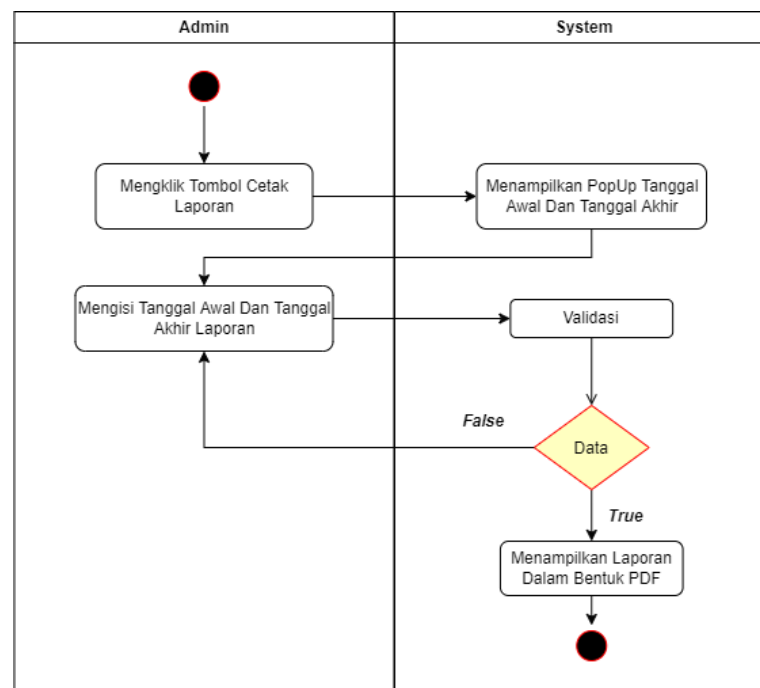 Admin
System
Mengklik Tombol Cetak
Laporan
Menampilkan PopUp Tanggal
Awal Dan Tanggal Akhir
Mengisi Tanggal Awal Dan Tanggal
Akhir Laporan
Validasi
False
Data
True
Menampilkan Laporan
Dalam Bentuk PDF